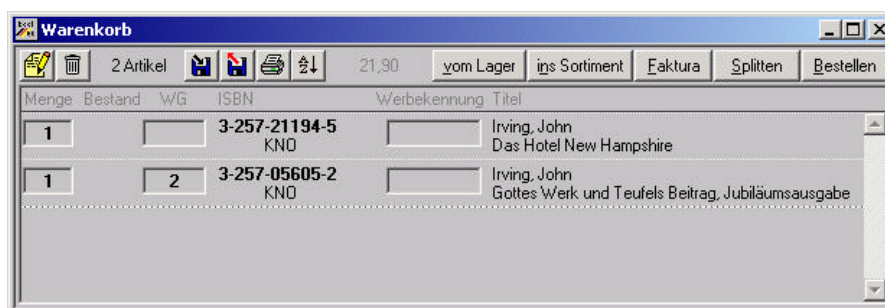 Warenkorb
2 Artikel 21,90 vom Lager ins Sortiment Faktura Splitten Bestellen
Menge Bestand WG ISBN Werbekennung Titel
1 3-257-21194-5 Irving, John
KNO Das Hotel New Hampshire
1 2 3-257-05605-2 Irving, John
KNO Gottes Werk und Teufels Beitrag, Jubiläumsausgabe